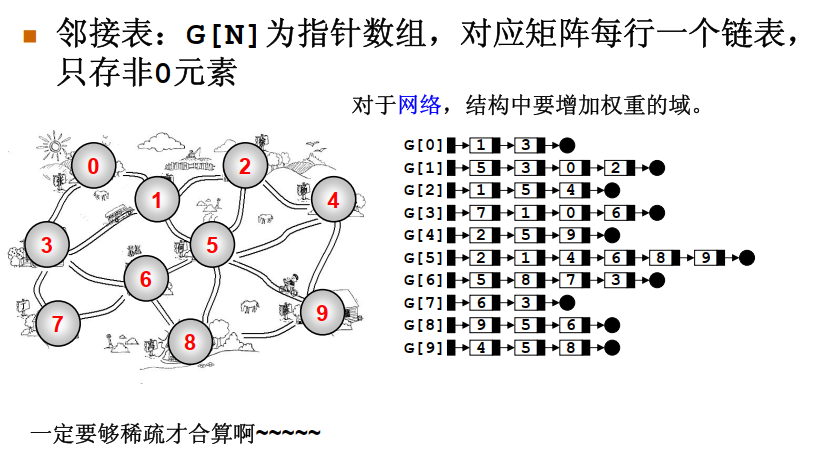 邻接表：G[N]为指针数组，对应矩阵每行一个链表，
只存非0元素
对于网络，结构中要增加权重的域。
0
2
1
4
3
5
6
7
9
8
G[0] 1 3
G[1] 5 3 0 2
G[2] 1 5 4
G[3] 7 1 0 6
G[4] 2 5 9
G[5] 2 1 4 6 8 9
G[6] 5 8 7 3
G[7] 6 3
G[8] 9 5 6
G[9] 4 5 8
一定要够稀疏才合算啊~~~~~